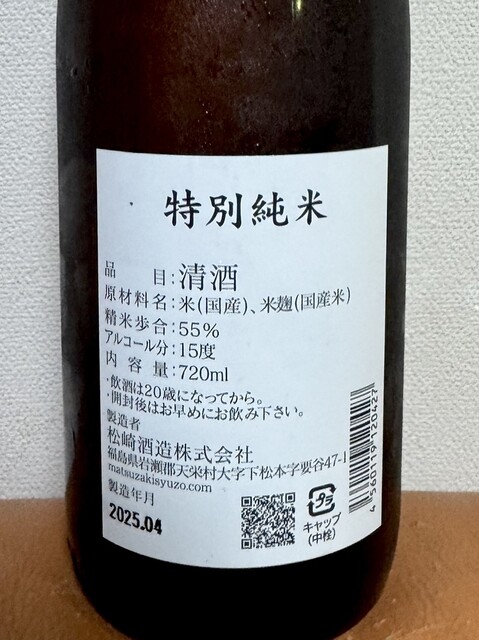 特別純米
品目:清酒
原材料名:米(国産)、米麹(国産米)
精米歩合:55%
アルコール分:15度
内容量:720ml
・飲酒は20歳になってから。
・開封後はお早めにお飲み下さい。
製造者
松崎酒造株式会社
福島県岩瀬郡天栄村大字下松本字要谷47-1
matsuzakisyuzo.com
製造年月
2025.04
プラ
キャップ
(中栓)
4 560119 120427